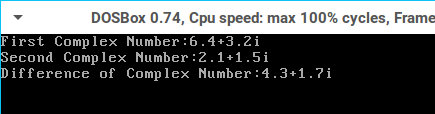 DOSBox 0.74, Cpu speed: max 100% cycles, Frame
First Complex Number:6.4+3.2i
Second Complex Number:2.1+1.5i
Difference of Complex Number:4.3+1.7i